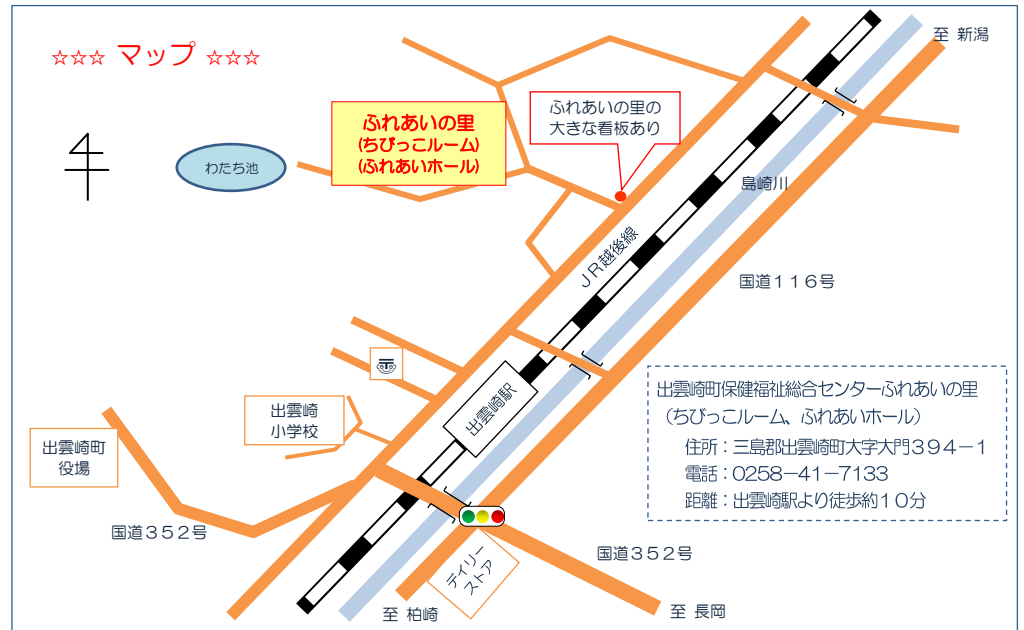 ☆☆☆ マップ ☆☆☆
至 新潟
ふれあいの里
(ちびっこルーム)
(ふれあいホール)
ふれあいの里の
大きな看板あり
わたち池
島崎川
JR越後線
国道116号
出雲崎駅
出雲崎
小学校
出雲崎町
役場
国道352号
出雲崎町保健福祉総合センターふれあいの里
(ちびっこルーム、ふれあいホール)
住所:三島郡出雲崎町大字大門394-1
電話:0258-41-7133
距離:出雲崎駅より徒歩約10分
国道352号
デイリー
ストア
至 柏崎
至 長岡